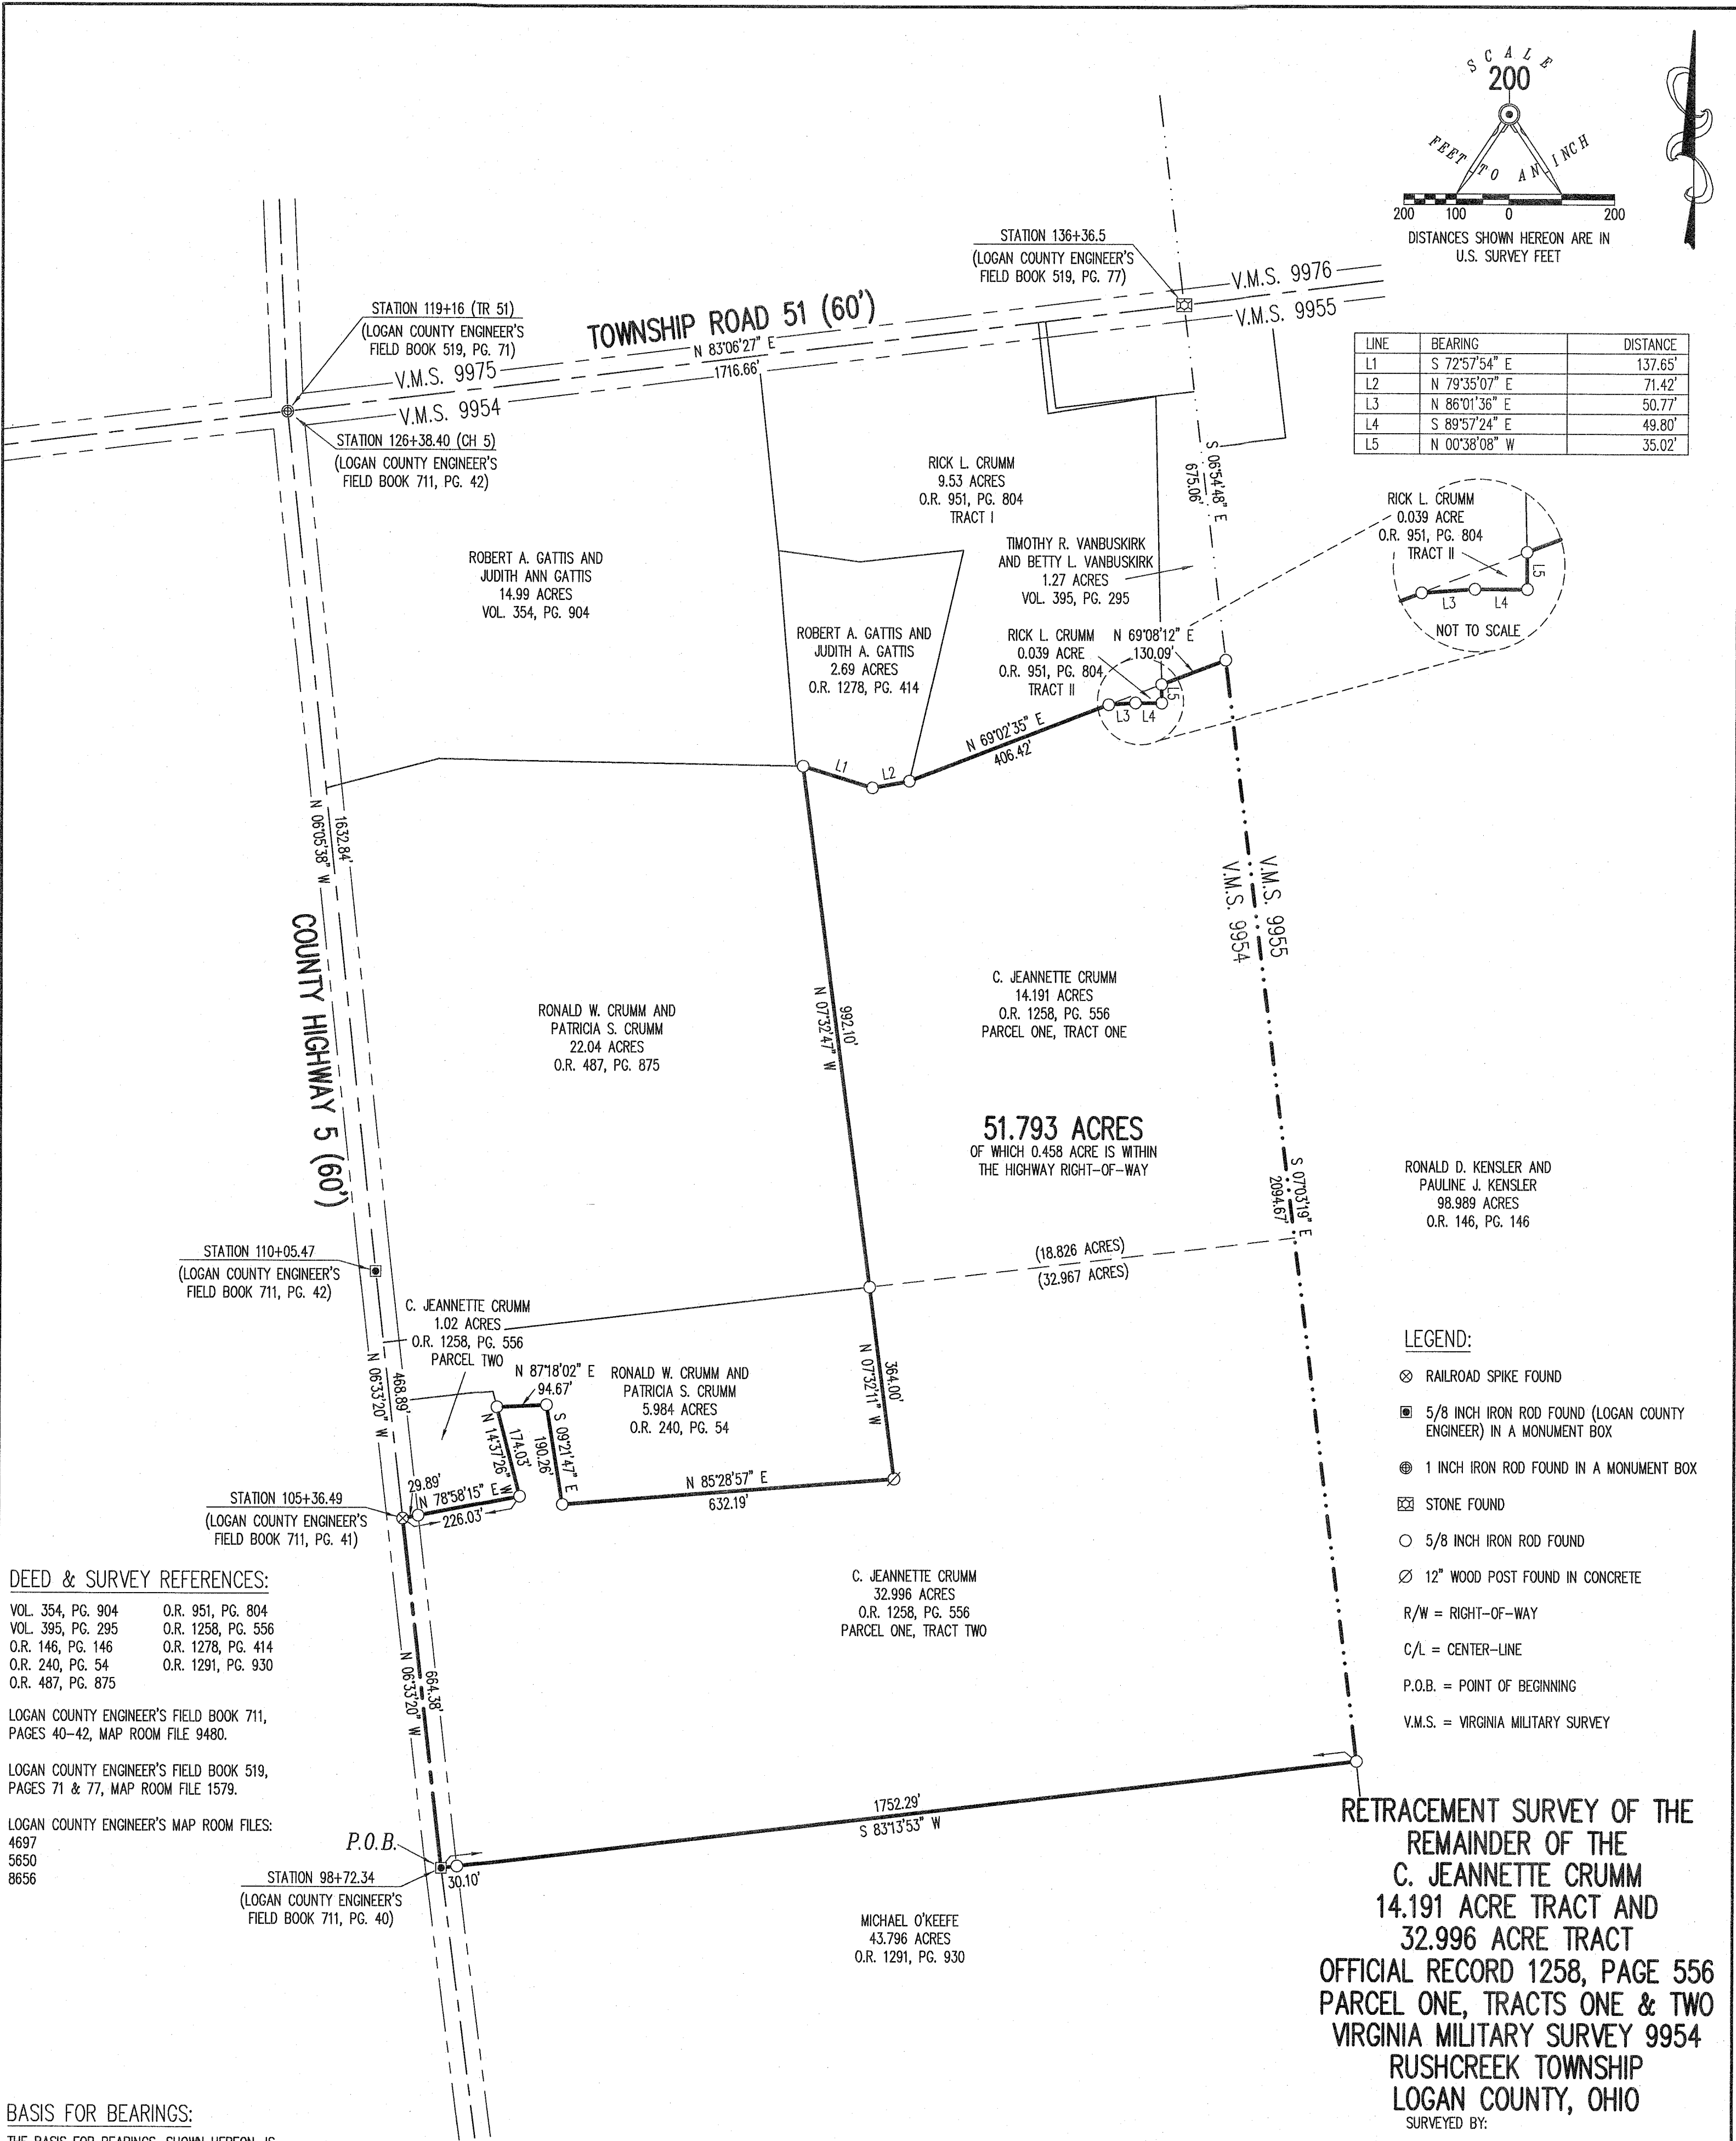 SCALE
200
FEET TO AN INCH
200 100 0 200
DISTANCES SHOWN HEREON ARE IN
U.S. SURVEY FEET
STATION 136+36.5
(LOGAN COUNTY ENGINEER'S
FIELD BOOK 519, PG. 77)
V.M.S. 9976
V.M.S. 9955
STATION 119+16 (TR 51)
(LOGAN COUNTY ENGINEER'S
FIELD BOOK 519, PG. 71)
TOWNSHIP ROAD 51 (60')
N 83°06'27" E
1716.66'
V.M.S. 9975
V.M.S. 9954
STATION 126+38.40 (CH 5)
(LOGAN COUNTY ENGINEER'S
FIELD BOOK 711, PG. 42)
LINE BEARING DISTANCE
L1 S 72°57'54" E 137.65'
L2 N 79°35'07" E 71.42'
L3 N 86°01'36" E 50.77'
L4 S 89°57'24" E 49.80'
L5 N 00°38'08" W 35.02'
RICK L. CRUMM
9.53 ACRES
O.R. 951, PG. 804
TRACT I
S 06°54'48" E
675.06'
RICK L. CRUMM
0.039 ACRE
O.R. 951, PG. 804
TRACT II
L5
L3 L4
NOT TO SCALE
ROBERT A. GATTIS AND
JUDITH ANN GATTIS
14.99 ACRES
VOL. 354, PG. 904
TIMOTHY R. VANBUSKIRK
AND BETTY L. VANBUSKIRK
1.27 ACRES
VOL. 395, PG. 295
ROBERT A. GATTIS AND
JUDITH A. GATTIS
2.69 ACRES
O.R. 1278, PG. 414
RICK L. CRUMM
0.039 ACRE
O.R. 951, PG. 804
TRACT II
N 69°08'12" E
130.09'
L5
L3 L4
N 69°02'35" E
406.42'
L1
L2
N 06°05'38" W
1632.84'
COUNTY HIGHWAY 5 (60')
V.M.S. 9955
V.M.S. 9954
RONALD W. CRUMM AND
PATRICIA S. CRUMM
22.04 ACRES
O.R. 487, PG. 875
992.10'
N 07°32'47" W
C. JEANNETTE CRUMM
14.191 ACRES
O.R. 1258, PG. 556
PARCEL ONE, TRACT ONE
51.793 ACRES
OF WHICH 0.458 ACRE IS WITHIN
THE HIGHWAY RIGHT-OF-WAY
S 07°03'19" E
2094.67'
RONALD D. KENSLER AND
PAULINE J. KENSLER
98.989 ACRES
O.R. 146, PG. 146
(18.826 ACRES)
(32.967 ACRES)
STATION 110+05.47
(LOGAN COUNTY ENGINEER'S
FIELD BOOK 711, PG. 42)
C. JEANNETTE CRUMM
1.02 ACRES
O.R. 1258, PG. 556
PARCEL TWO
N 06°33'20" W
468.89'
N 87°18'02" E
94.67'
RONALD W. CRUMM AND
PATRICIA S. CRUMM
5.984 ACRES
O.R. 240, PG. 54
364.00'
N 07°32'11" W
N 14°37'26" W
174.03'
S 09°21'47" E
190.26'
N 85°28'57" E
632.19'
29.89'
N 78°58'15" E
226.03'
STATION 105+36.49
(LOGAN COUNTY ENGINEER'S
FIELD BOOK 711, PG. 41)
LEGEND:
RAILROAD SPIKE FOUND
5/8 INCH IRON ROD FOUND (LOGAN COUNTY
ENGINEER) IN A MONUMENT BOX
1 INCH IRON ROD FOUND IN A MONUMENT BOX
STONE FOUND
5/8 INCH IRON ROD FOUND
12" WOOD POST FOUND IN CONCRETE
R/W = RIGHT-OF-WAY
C/L = CENTER-LINE
P.O.B. = POINT OF BEGINNING
V.M.S. = VIRGINIA MILITARY SURVEY
DEED & SURVEY REFERENCES:
VOL. 354, PG. 904 O.R. 951, PG. 804
VOL. 395, PG. 295 O.R. 1258, PG. 556
O.R. 146, PG. 146 O.R. 1278, PG. 414
O.R. 240, PG. 54 O.R. 1291, PG. 930
O.R. 487, PG. 875
LOGAN COUNTY ENGINEER'S FIELD BOOK 711,
PAGES 40-42, MAP ROOM FILE 9480.
LOGAN COUNTY ENGINEER'S FIELD BOOK 519,
PAGES 71 & 77, MAP ROOM FILE 1579.
LOGAN COUNTY ENGINEER'S MAP ROOM FILES:
4697
5650
8656
C. JEANNETTE CRUMM
32.996 ACRES
O.R. 1258, PG. 556
PARCEL ONE, TRACT TWO
664.38'
N 06°33'20" W
1752.29'
S 83°13'53" W
P.O.B.
30.10'
STATION 98+72.34
(LOGAN COUNTY ENGINEER'S
FIELD BOOK 711, PG. 40)
MICHAEL O'KEEFE
43.796 ACRES
O.R. 1291, PG. 930
RETRACEMENT SURVEY OF THE
REMAINDER OF THE
C. JEANNETTE CRUMM
14.191 ACRE TRACT AND
32.996 ACRE TRACT
OFFICIAL RECORD 1258, PAGE 556
PARCEL ONE, TRACTS ONE & TWO
VIRGINIA MILITARY SURVEY 9954
RUSHCREEK TOWNSHIP
LOGAN COUNTY, OHIO
SURVEYED BY:
BASIS FOR BEARINGS:
THE BASIS FOR BEARINGS, SHOWN HEREON, IS